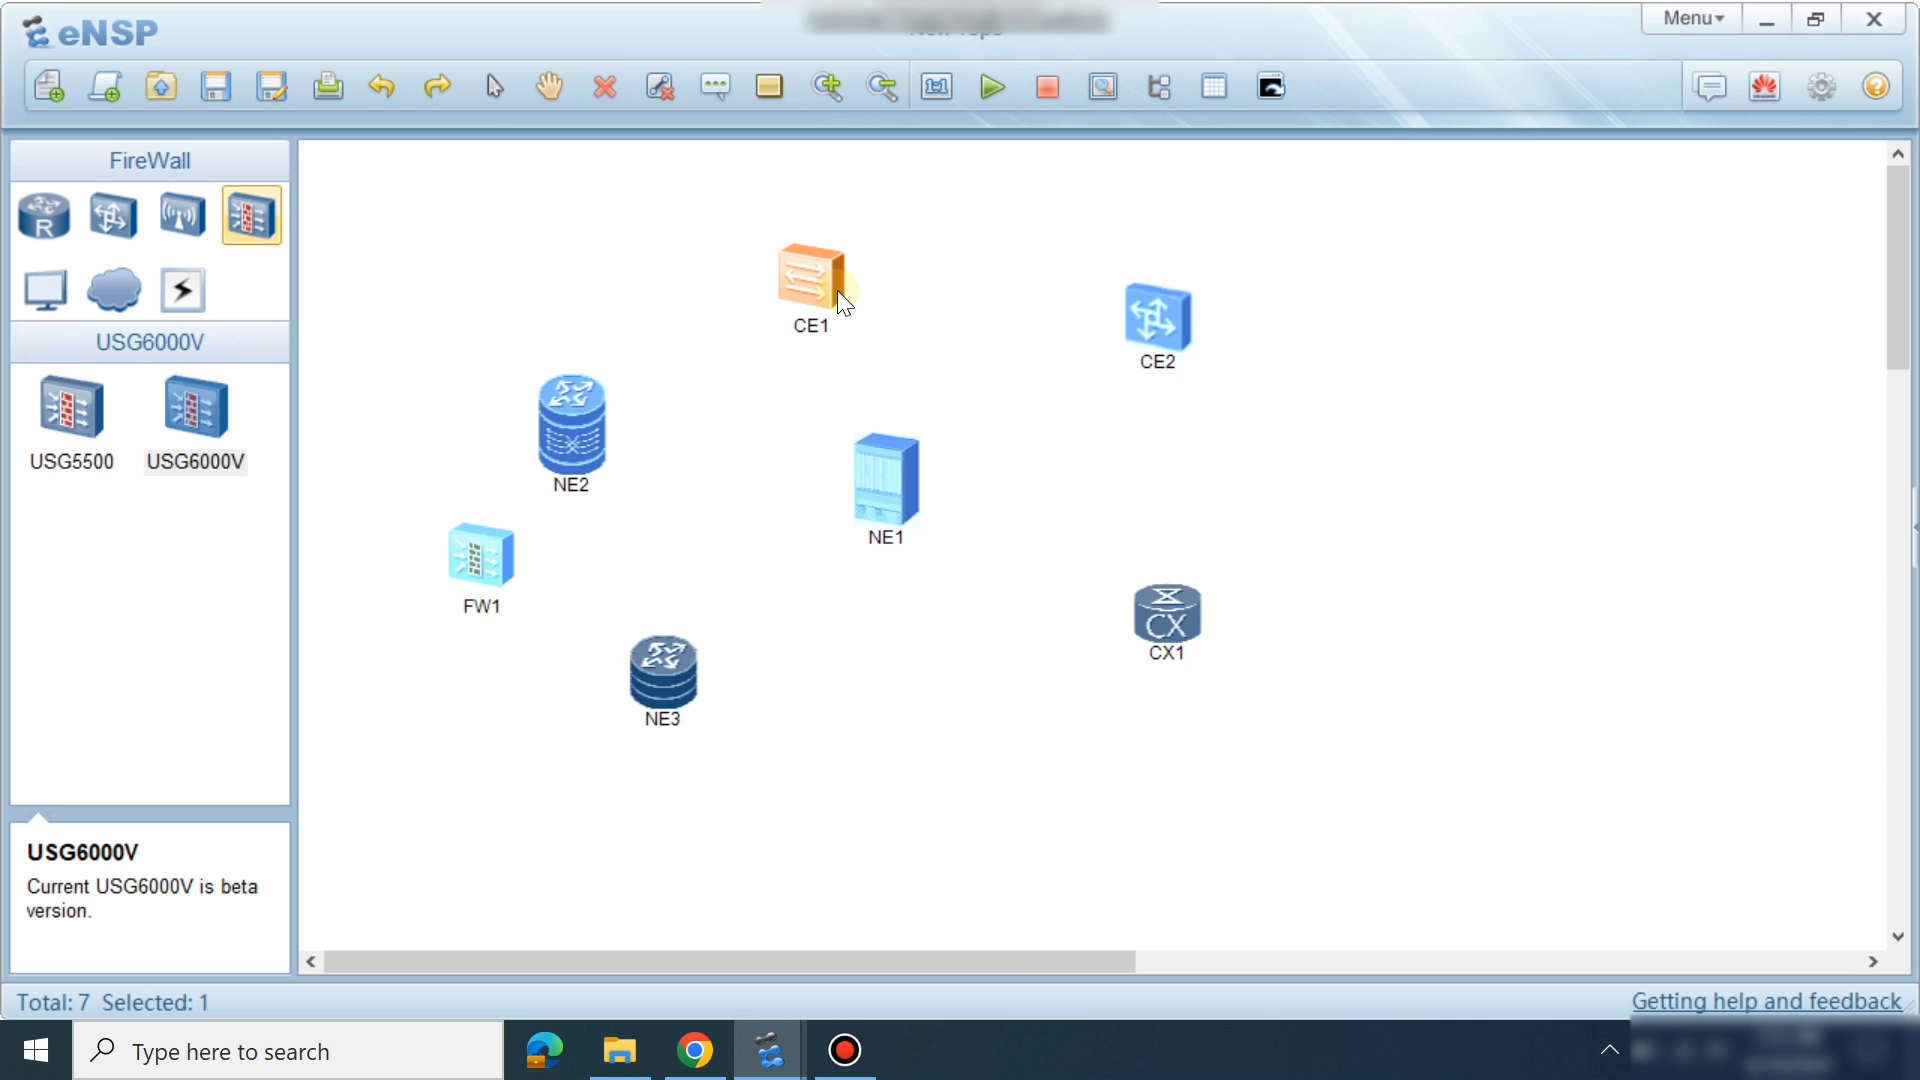 eNSP
Menu
FireWall
R
USG6000V
USG5500 USG6000V
USG6000V
Current USG6000V is beta
version.
CE1
CE2
NE2
NE1
FW1
CX
CX1
NE3
Total: 7 Selected: 1
Getting help and feedback
Type here to search